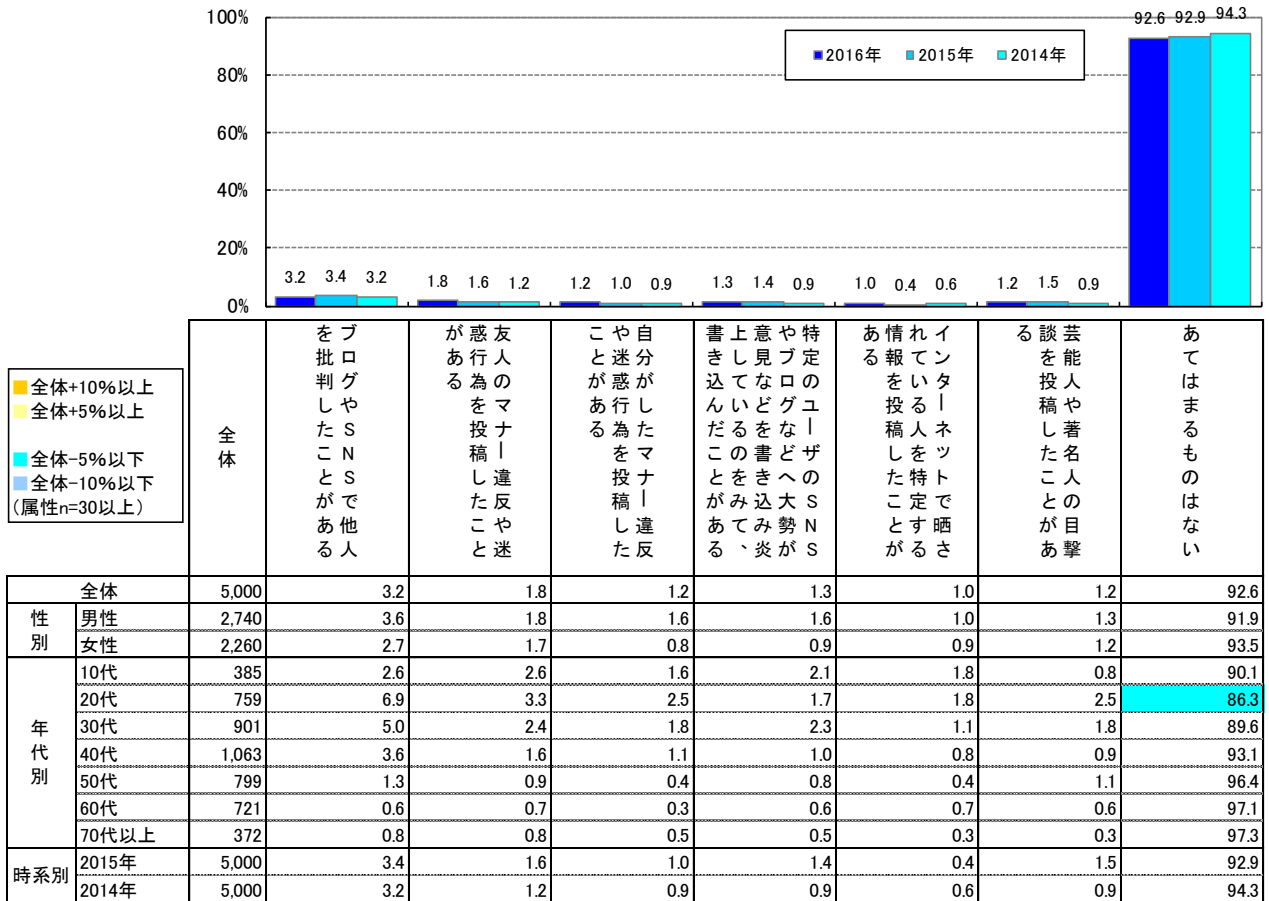 100%
92.6 92.9 94.3
■2016年 ■2015年 ■2014年
80%
60%
40%
20%
3.2 3.4 3.2 1.8 1.6 1.2 1.2 1.0 0.9 1.3 1.4 0.9 1.0 0.4 0.6 1.2 1.5 0.9
0%
■全体+10%以上
■全体+5%以上
■全体-5%以下
■全体-10%以下
(属性n=30以上)
全体
ブログやSNSで他人
を批判したことがある
友人のマナー違反や迷
惑行為を投稿したこと
がある
自分がしたマナー違反
や迷惑行為を投稿した
ことがある
特定のユーザのSNS
やブログなどへ大勢が
意見などを書き込み炎
上しているのをみて、
書き込んだことがある
インターネットで晒さ
れている人を特定する
情報を投稿したことが
ある
芸能人や著名人の目撃
談を投稿したことがあ
る
あてはまるものはない
全体 5,000 3.2 1.8 1.2 1.3 1.0 1.2 92.6
性別
男性 2,740 3.6 1.8 1.6 1.6 1.0 1.3 91.9
女性 2,260 2.7 1.7 0.8 0.9 0.9 1.2 93.5
年代別
10代 385 2.6 2.6 1.6 2.1 1.8 0.8 90.1
20代 759 6.9 3.3 2.5 1.7 1.8 2.5 86.3
30代 901 5.0 2.4 1.8 2.3 1.1 1.8 89.6
40代 1,063 3.6 1.6 1.1 1.0 0.8 0.9 93.1
50代 799 1.3 0.9 0.4 0.8 0.4 1.1 96.4
60代 721 0.6 0.7 0.3 0.6 0.7 0.6 97.1
70代以上 372 0.8 0.8 0.5 0.5 0.3 0.3 97.3
時系別
2015年 5,000 3.4 1.6 1.0 1.4 0.4 1.5 92.9
2014年 5,000 3.2 1.2 0.9 0.9 0.6 0.9 94.3